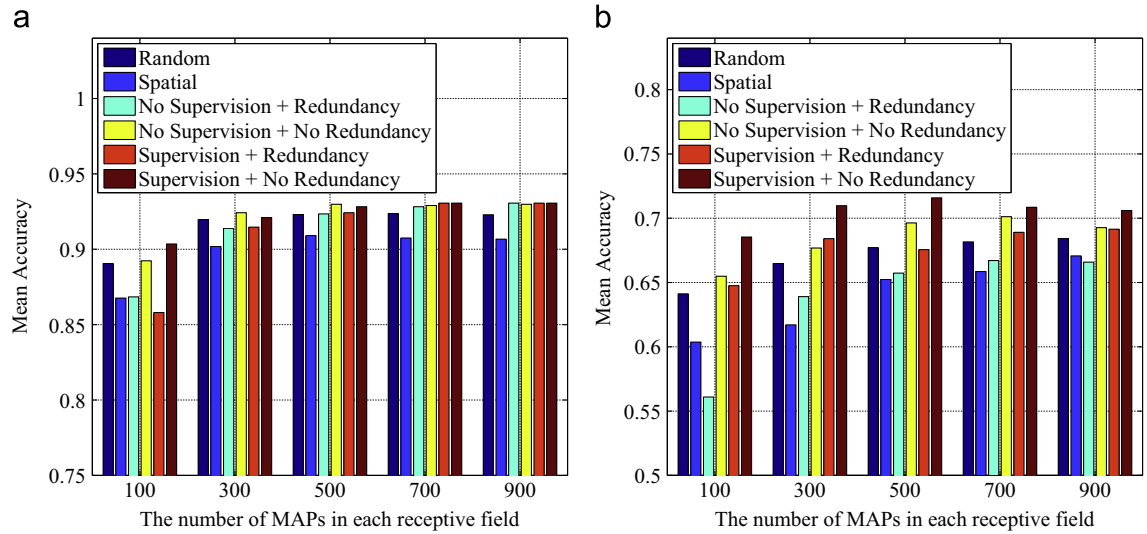 a
Random
Spatial
No Supervision + Redundancy
No Supervision + No Redundancy
Supervision + Redundancy
Supervision + No Redundancy
1
0.95
0.9
0.85
0.8
0.75
Mean Accuracy
100 300 500 700 900
The number of MAPs in each receptive field
b
Random
Spatial
No Supervision + Redundancy
No Supervision + No Redundancy
Supervision + Redundancy
Supervision + No Redundancy
0.8
0.75
0.7
0.65
0.6
0.55
0.5
Mean Accuracy
100 300 500 700 900
The number of MAPs in each receptive field